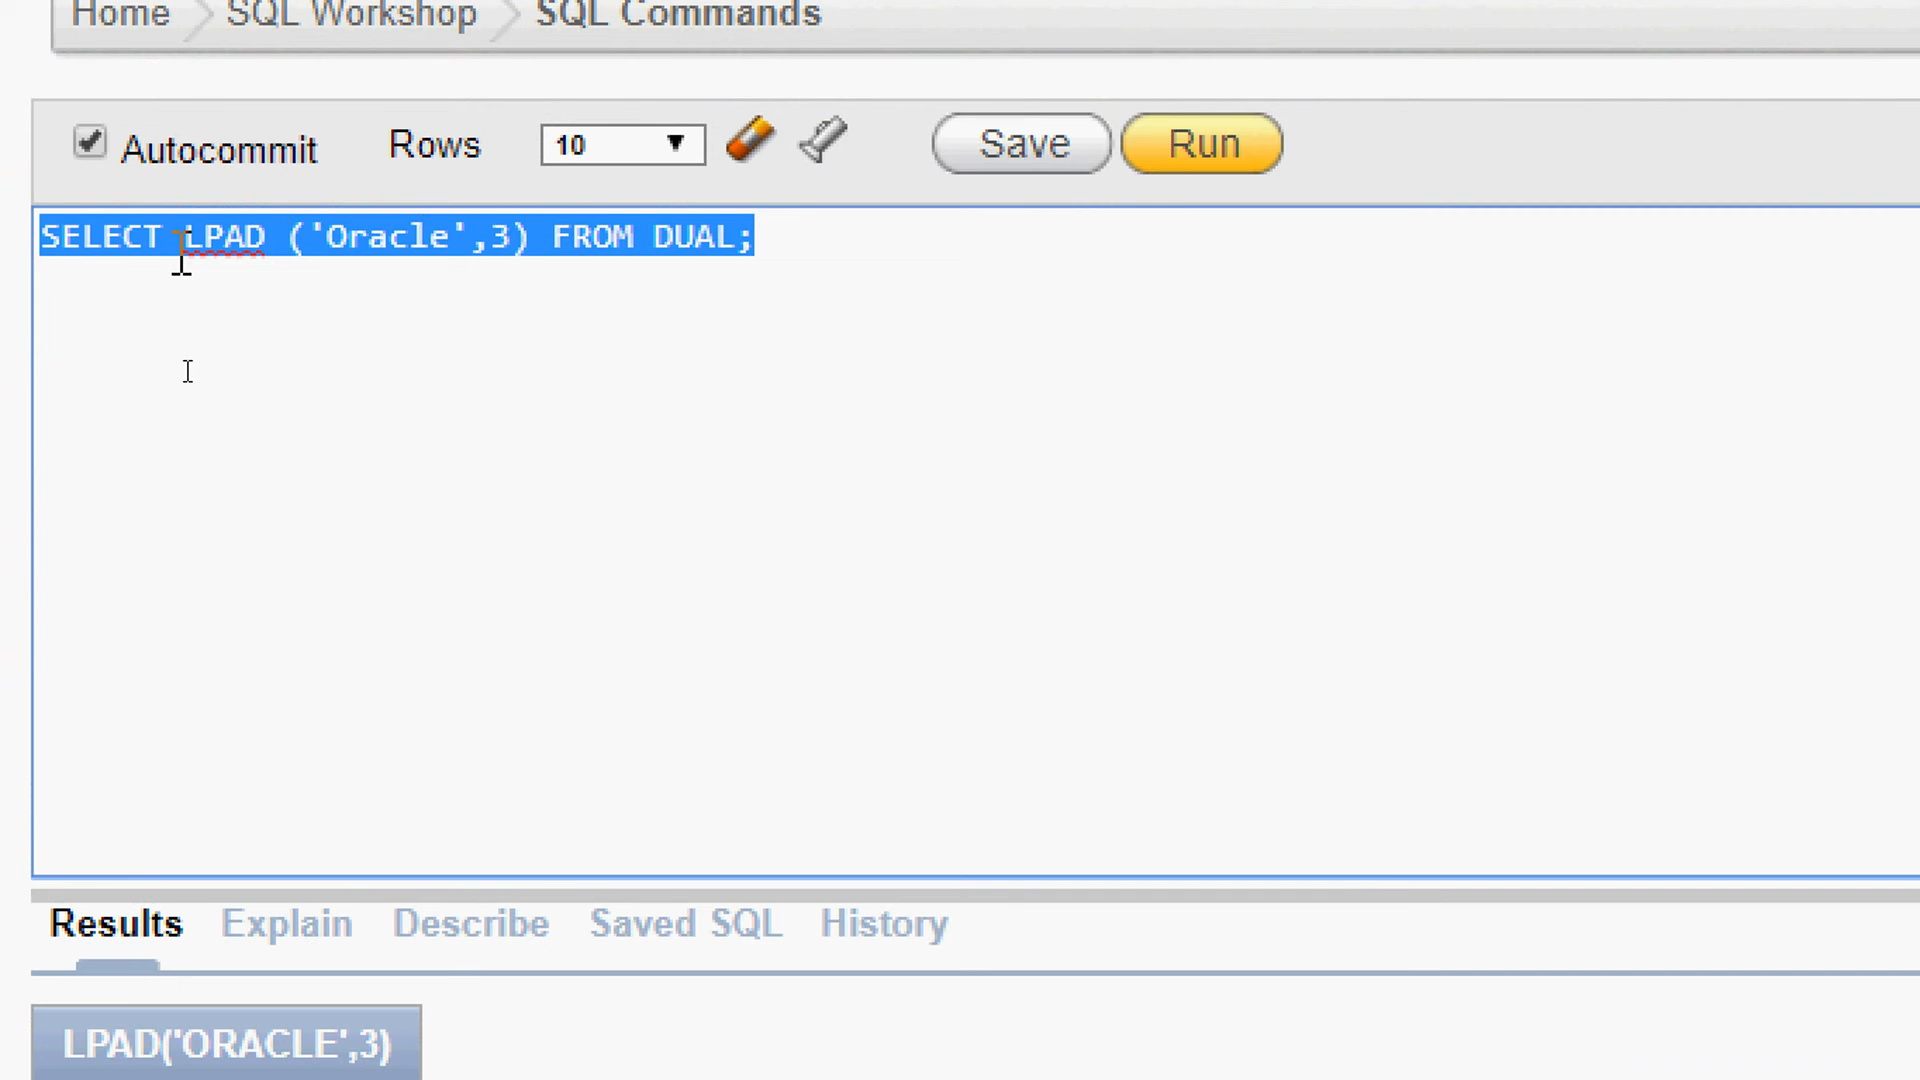 Home SQL Workshop SQL Commands
Autocommit Rows 10 Save Run
SELECT LPAD ('Oracle',3) FROM DUAL;
Results Explain Describe Saved SQL History
LPAD('ORACLE',3)